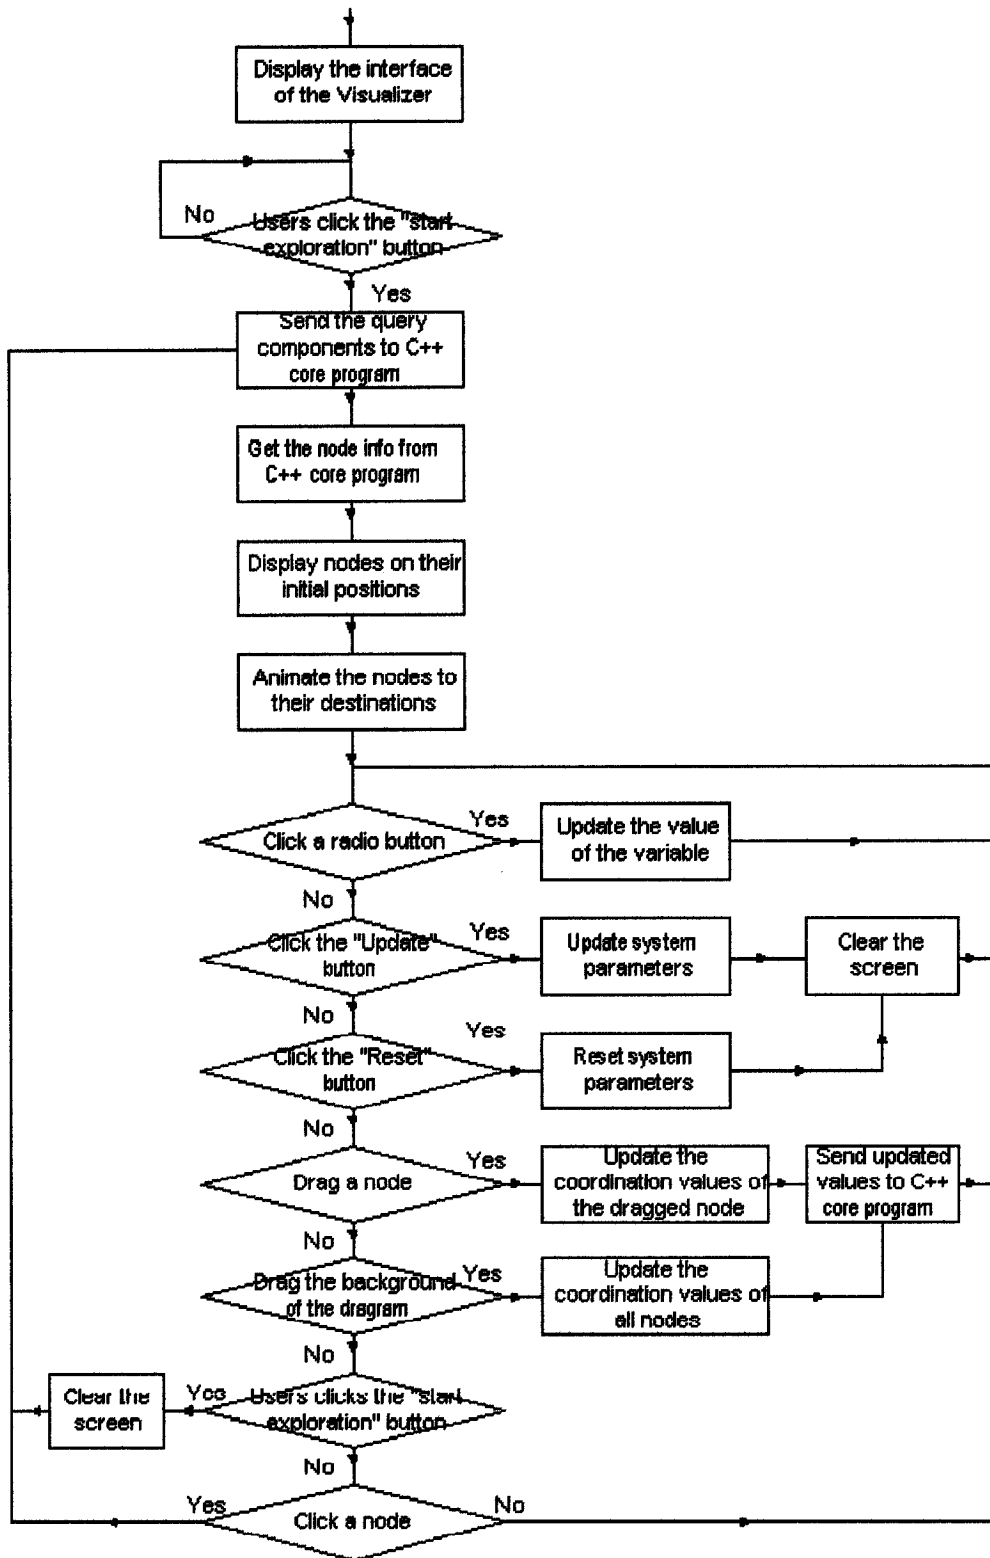 Display the interface
of the Visualizer
No
Users click the "start
exploration" button
Yes
Send the query
components to C++
core program
Get the node info from
C++ core program
Display nodes on their
initial positions
Animate the nodes to
their destinations
Click a radio button
Yes
Update the value
of the variable
No
Click the "Update"
button
Yes
Update system
parameters
Clear the
screen
No
Click the "Reset"
button
Yes
Reset system
parameters
No
Drag a node
Yes
Update the
coordination values of
the dragged node
Send updated
values to C++
core program
No
Drag the background
of the dragram
Yes
Update the
coordination values of
all nodes
No
Clear the
screen
Yes
Users clicks the "start
exploration" button
No
Yes
Click a node
No